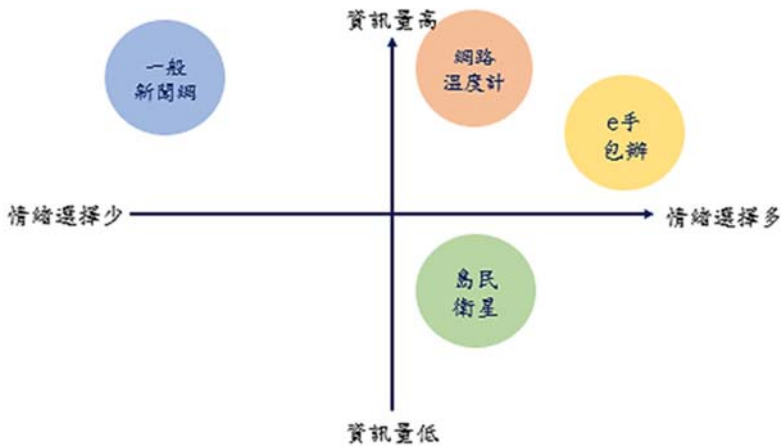 資訊量高
一般
新聞網
網路
溫度計
e手
包辦
情緒選擇少
情緒選擇多
島民
衛星
資訊量低